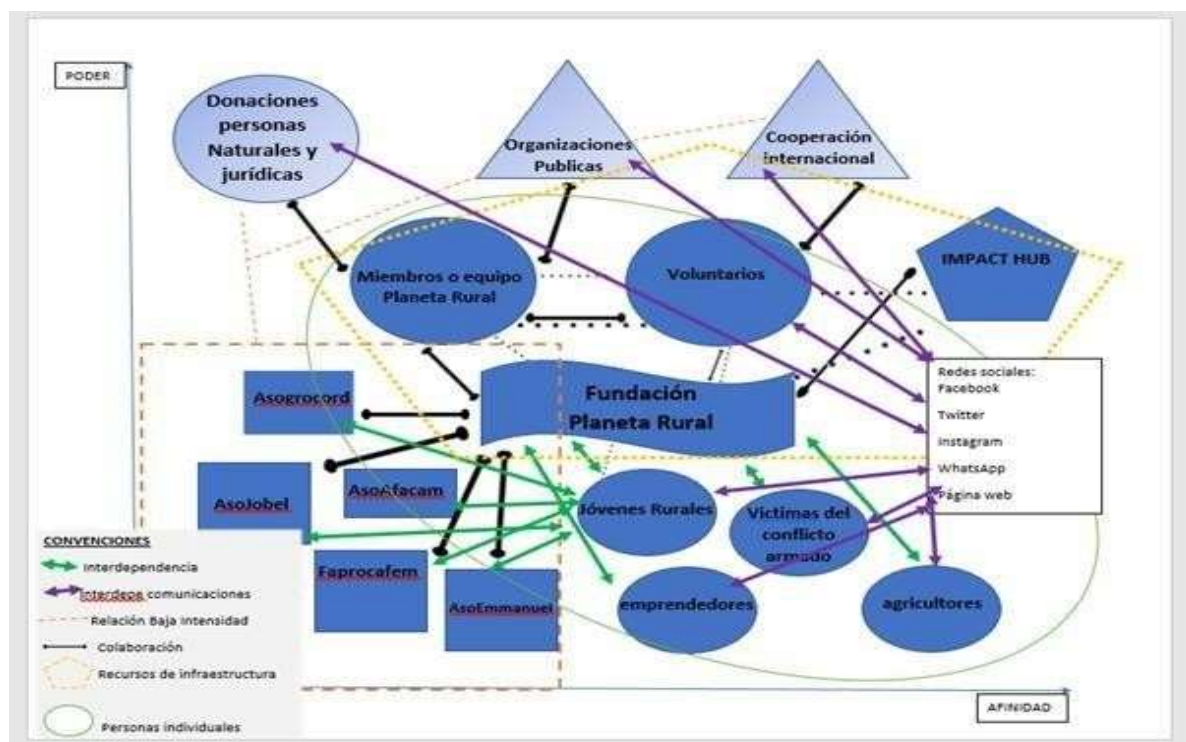 PODER
Donaciones
personas
Naturales y
jurídicas
Organizaciones
Publicas
Cooperación
internacional
Miembros o equipo
Planeta Rural
Voluntarios
IMPACT HUB
Redes sociales:
Facebook
Twitter
Instagram
WhatsApp
Página web
Fundación
Planeta Rural
Asogrocord
AsoJobel
AsoAfacam
Faprocafem
AsoEmmanuel
Jóvenes Rurales
Victimas del
conflicto
armado
emprendedores
agricultores
CONVENCIONES
Interdependencia
Interdepe comunicaciones
Relación Baja Intensidad
Colaboración
Recursos de infraestructura
Personas individuales
AFINIDAD